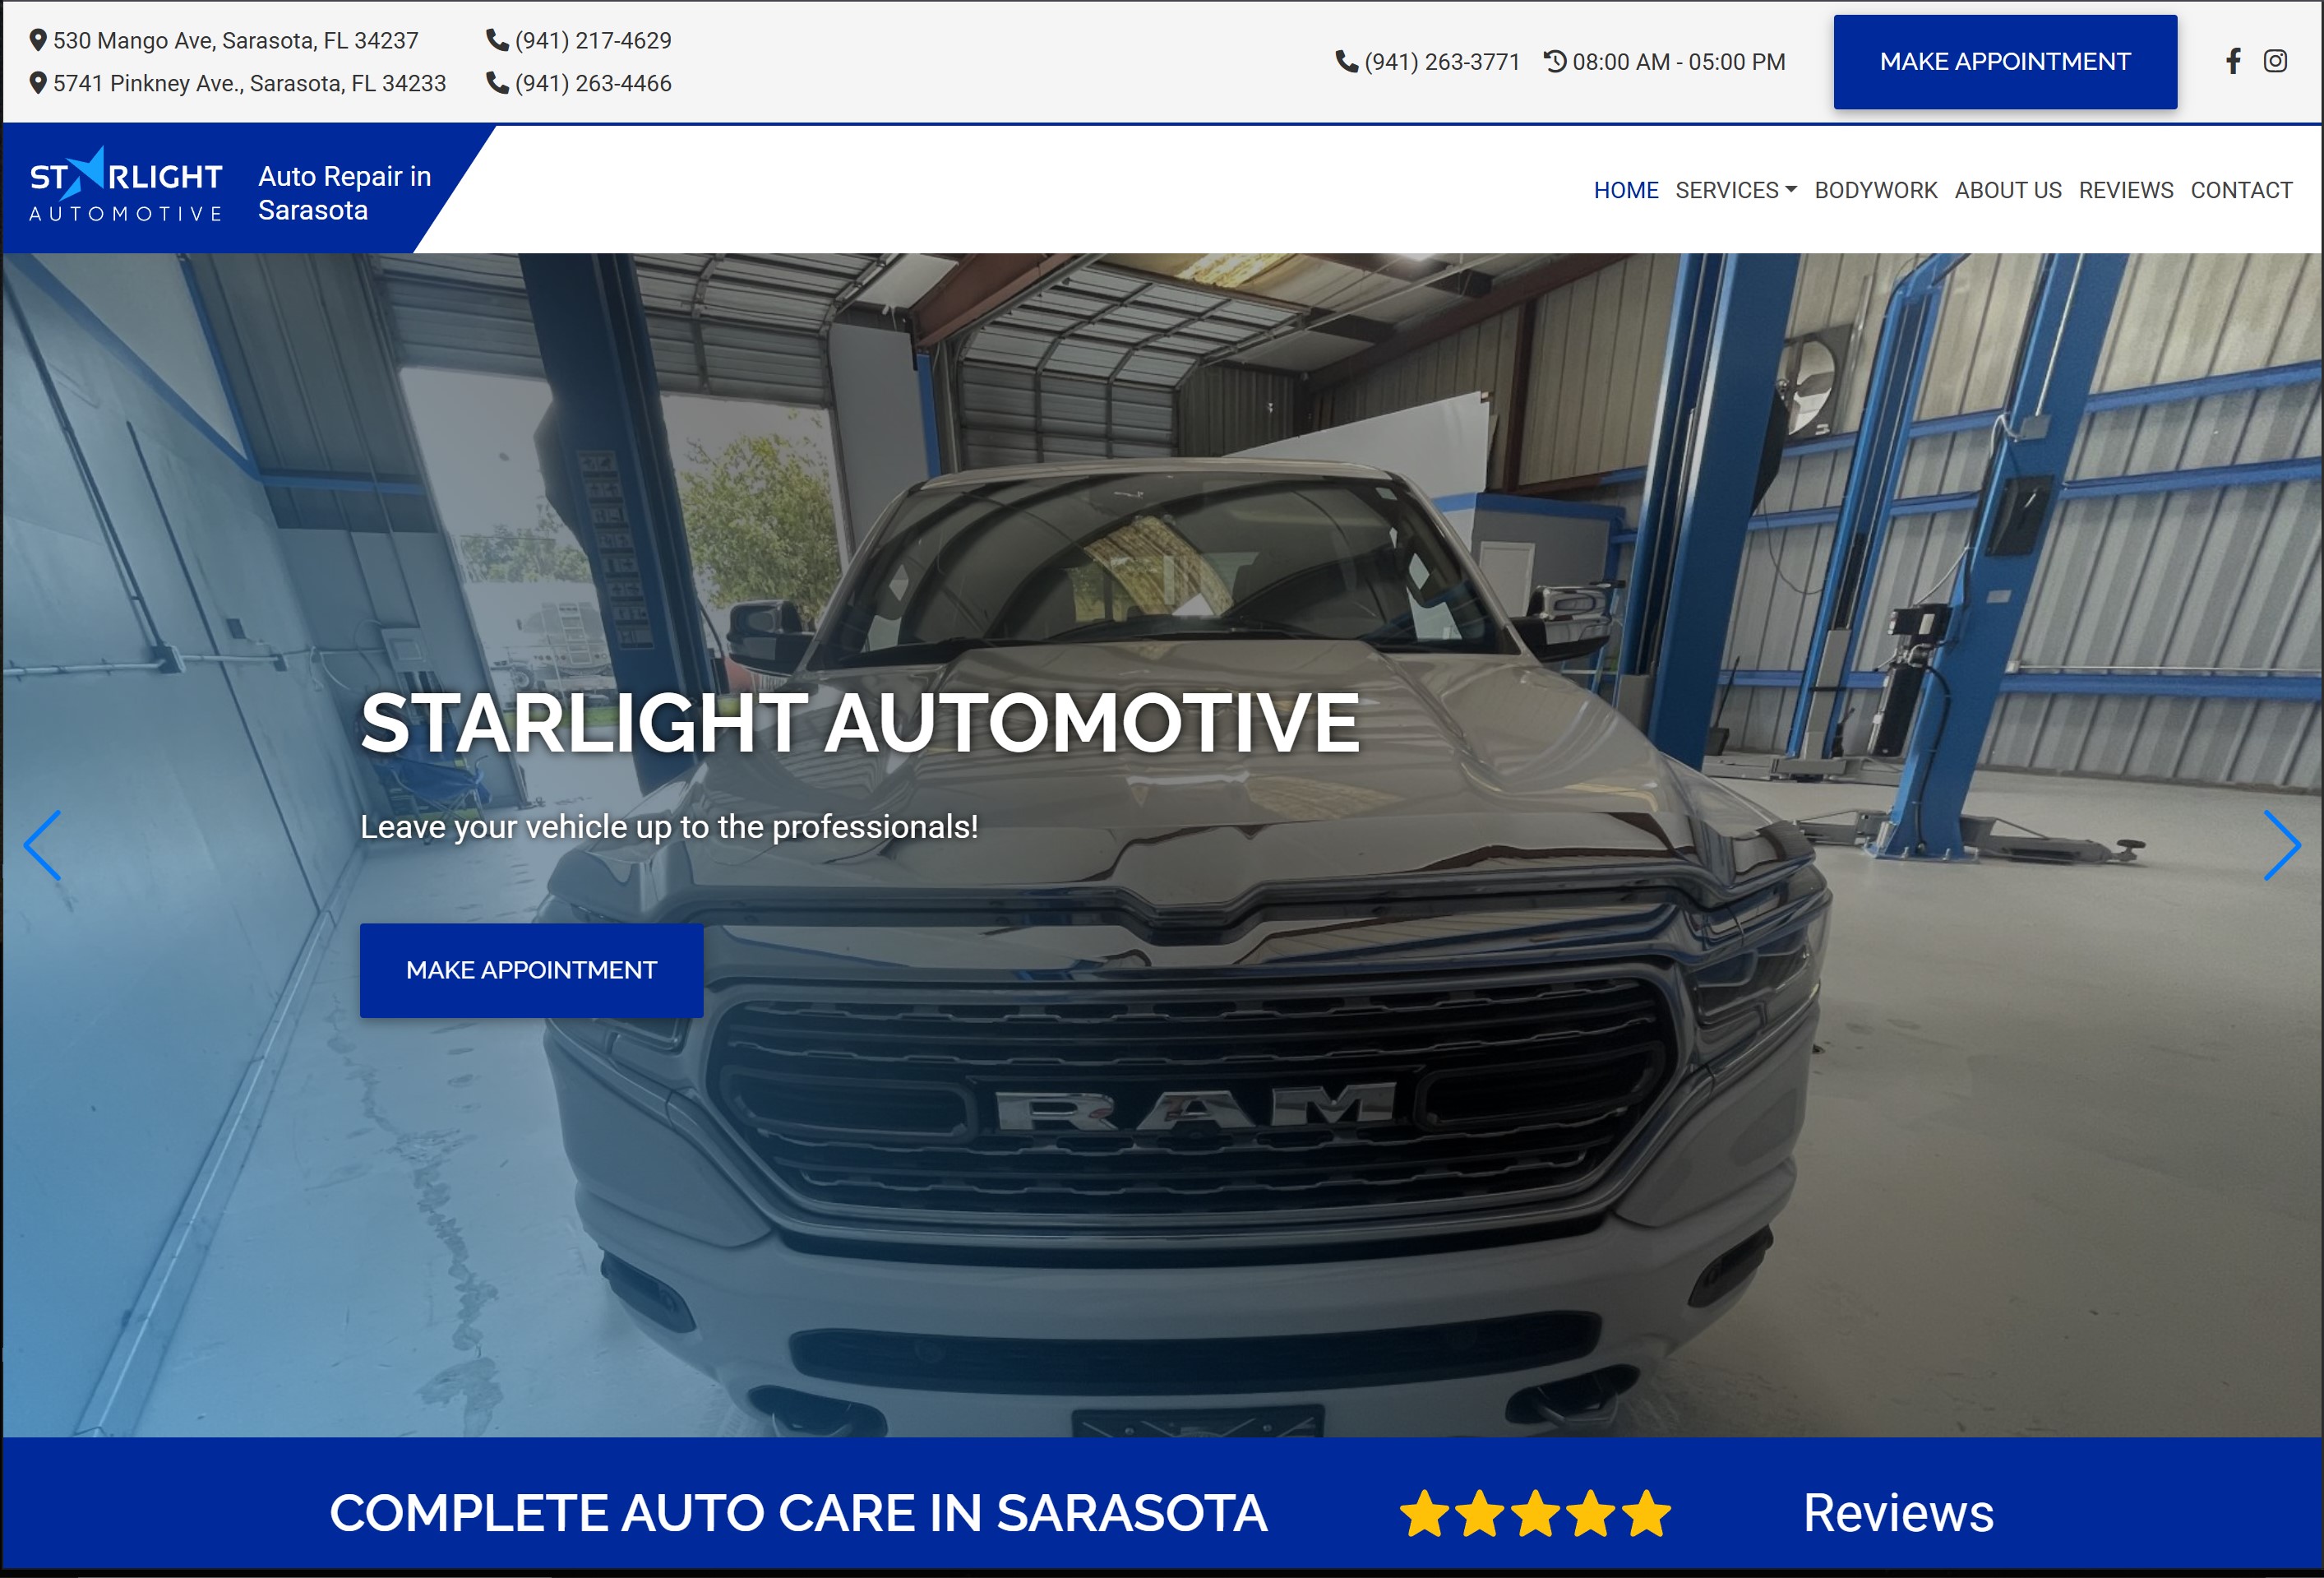 530 Mango Ave, Sarasota, FL 34237
(941) 217-4629
5741 Pinkney Ave., Sarasota, FL 34233
(941) 263-4466
(941) 263-3771
08:00 AM - 05:00 PM
MAKE APPOINTMENT
STARLIGHT
AUTOMOTIVE
Auto Repair in
Sarasota
HOME SERVICES BODYWORK ABOUT US REVIEWS CONTACT
STARLIGHT AUTOMOTIVE
Leave your vehicle up to the professionals!
MAKE APPOINTMENT
RAM
COMPLETE AUTO CARE IN SARASOTA
Reviews